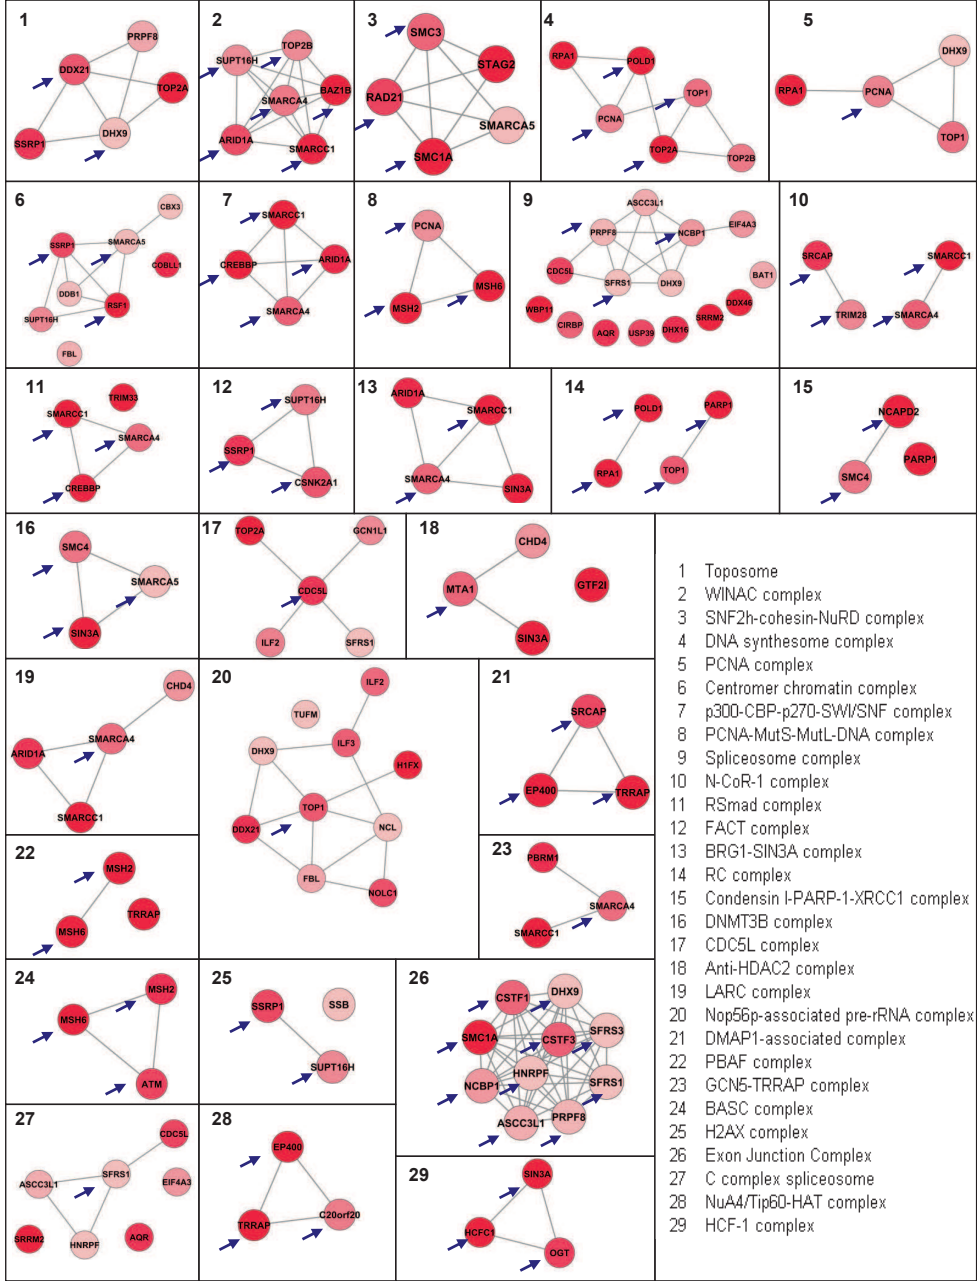 1
PRPF8
DDX21
TOP2A
SSRP1
DHX9
2
TOP2B
SUPT16H
BAZ1B
SMARCA4
ARID1A
SMARCC1
3
SMC3
STAG2
RAD21
SMARCA5
SMC1A
4
RPA1
POLD1
TOP1
PCNA
TOP2A
TOP2B
5
DHX9
RPA1
PCNA
TOP1
6
CBX3
SSRP1
SMARCA5
COBLL1
DDB1
RSF1
SUPT16H
FBL
7
SMARCC1
CREBBP
ARID1A
SMARCA4
8
PCNA
MSH6
MSH2
9
ASCC3L1
PRPF8
NCBP1
EIF4A3
CDC5L
SFRS1
DHX9
BAT1
WBP11
CIRBP
AQR
USP39
DHX16
SRRM2
DDX46
10
SRCAP
SMARCC1
TRIM28
SMARCA4
11
TRIM33
SMARCC1
SMARCA4
CREBBP
12
SUPT16H
SSRP1
CSNK2A1
13
ARID1A
SMARCC1
SMARCA4
SIN3A
14
POLD1
PARP1
RPA1
TOP1
15
NCAPD2
PARP1
SMC4
16
SMC4
SMARCA5
SIN3A
17
TOP2A
GCN1L1
CDC5L
ILF2
SFRS1
18
CHD4
MTA1
GTF2I
SIN3A
19
CHD4
SMARCA4
ARID1A
SMARCC1
20
ILF2
TUFM
DHX9
ILF3
H1FX
TOP1
DDX21
NCL
FBL
NOLC1
21
SRCAP
EP400
TRRAP
22
MSH2
TRRAP
MSH6
23
PBRM1
SMARCA4
SMARCC1
24
MSH2
MSH6
ATM
25
SSRP1
SSB
SUPT16H
26
CSTF1
DHX9
SMC1A
CSTF3
SFRS3
NCBP1
HNRPF
SFRS1
ASCC3L1
PRPF8
27
CDC5L
ASCC3L1
SFRS1
EIF4A3
SRRM2
HNRPF
AQR
28
EP400
TRRAP
C20orf20
29
SIN3A
HCFC1
OGT
1 Toposome
2 WINAC complex
3 SNF2h-cohesin-NuRD complex
4 DNA synthesome complex
5 PCNA complex
6 Centromer chromatin complex
7 p300-CBP-p270-SWI/SNF complex
8 PCNA-MutS-MutL-DNA complex
9 Spliceosome complex
10 N-CoR-1 complex
11 RSmad complex
12 FACT complex
13 BRG1-SIN3A complex
14 RC complex
15 Condensin I-PARP-1-XRCC1 complex
16 DNMT3B complex
17 CDC5L complex
18 Anti-HDAC2 complex
19 LARC complex
20 Nop56p-associated pre-rRNA complex
21 DMAP1-associated complex
22 PBAF complex
23 GCN5-TRRAP complex
24 BASC complex
25 H2AX complex
26 Exon Junction Complex
27 C complex spliceosome
28 NuA4/Tip60-HAT complex
29 HCF-1 complex